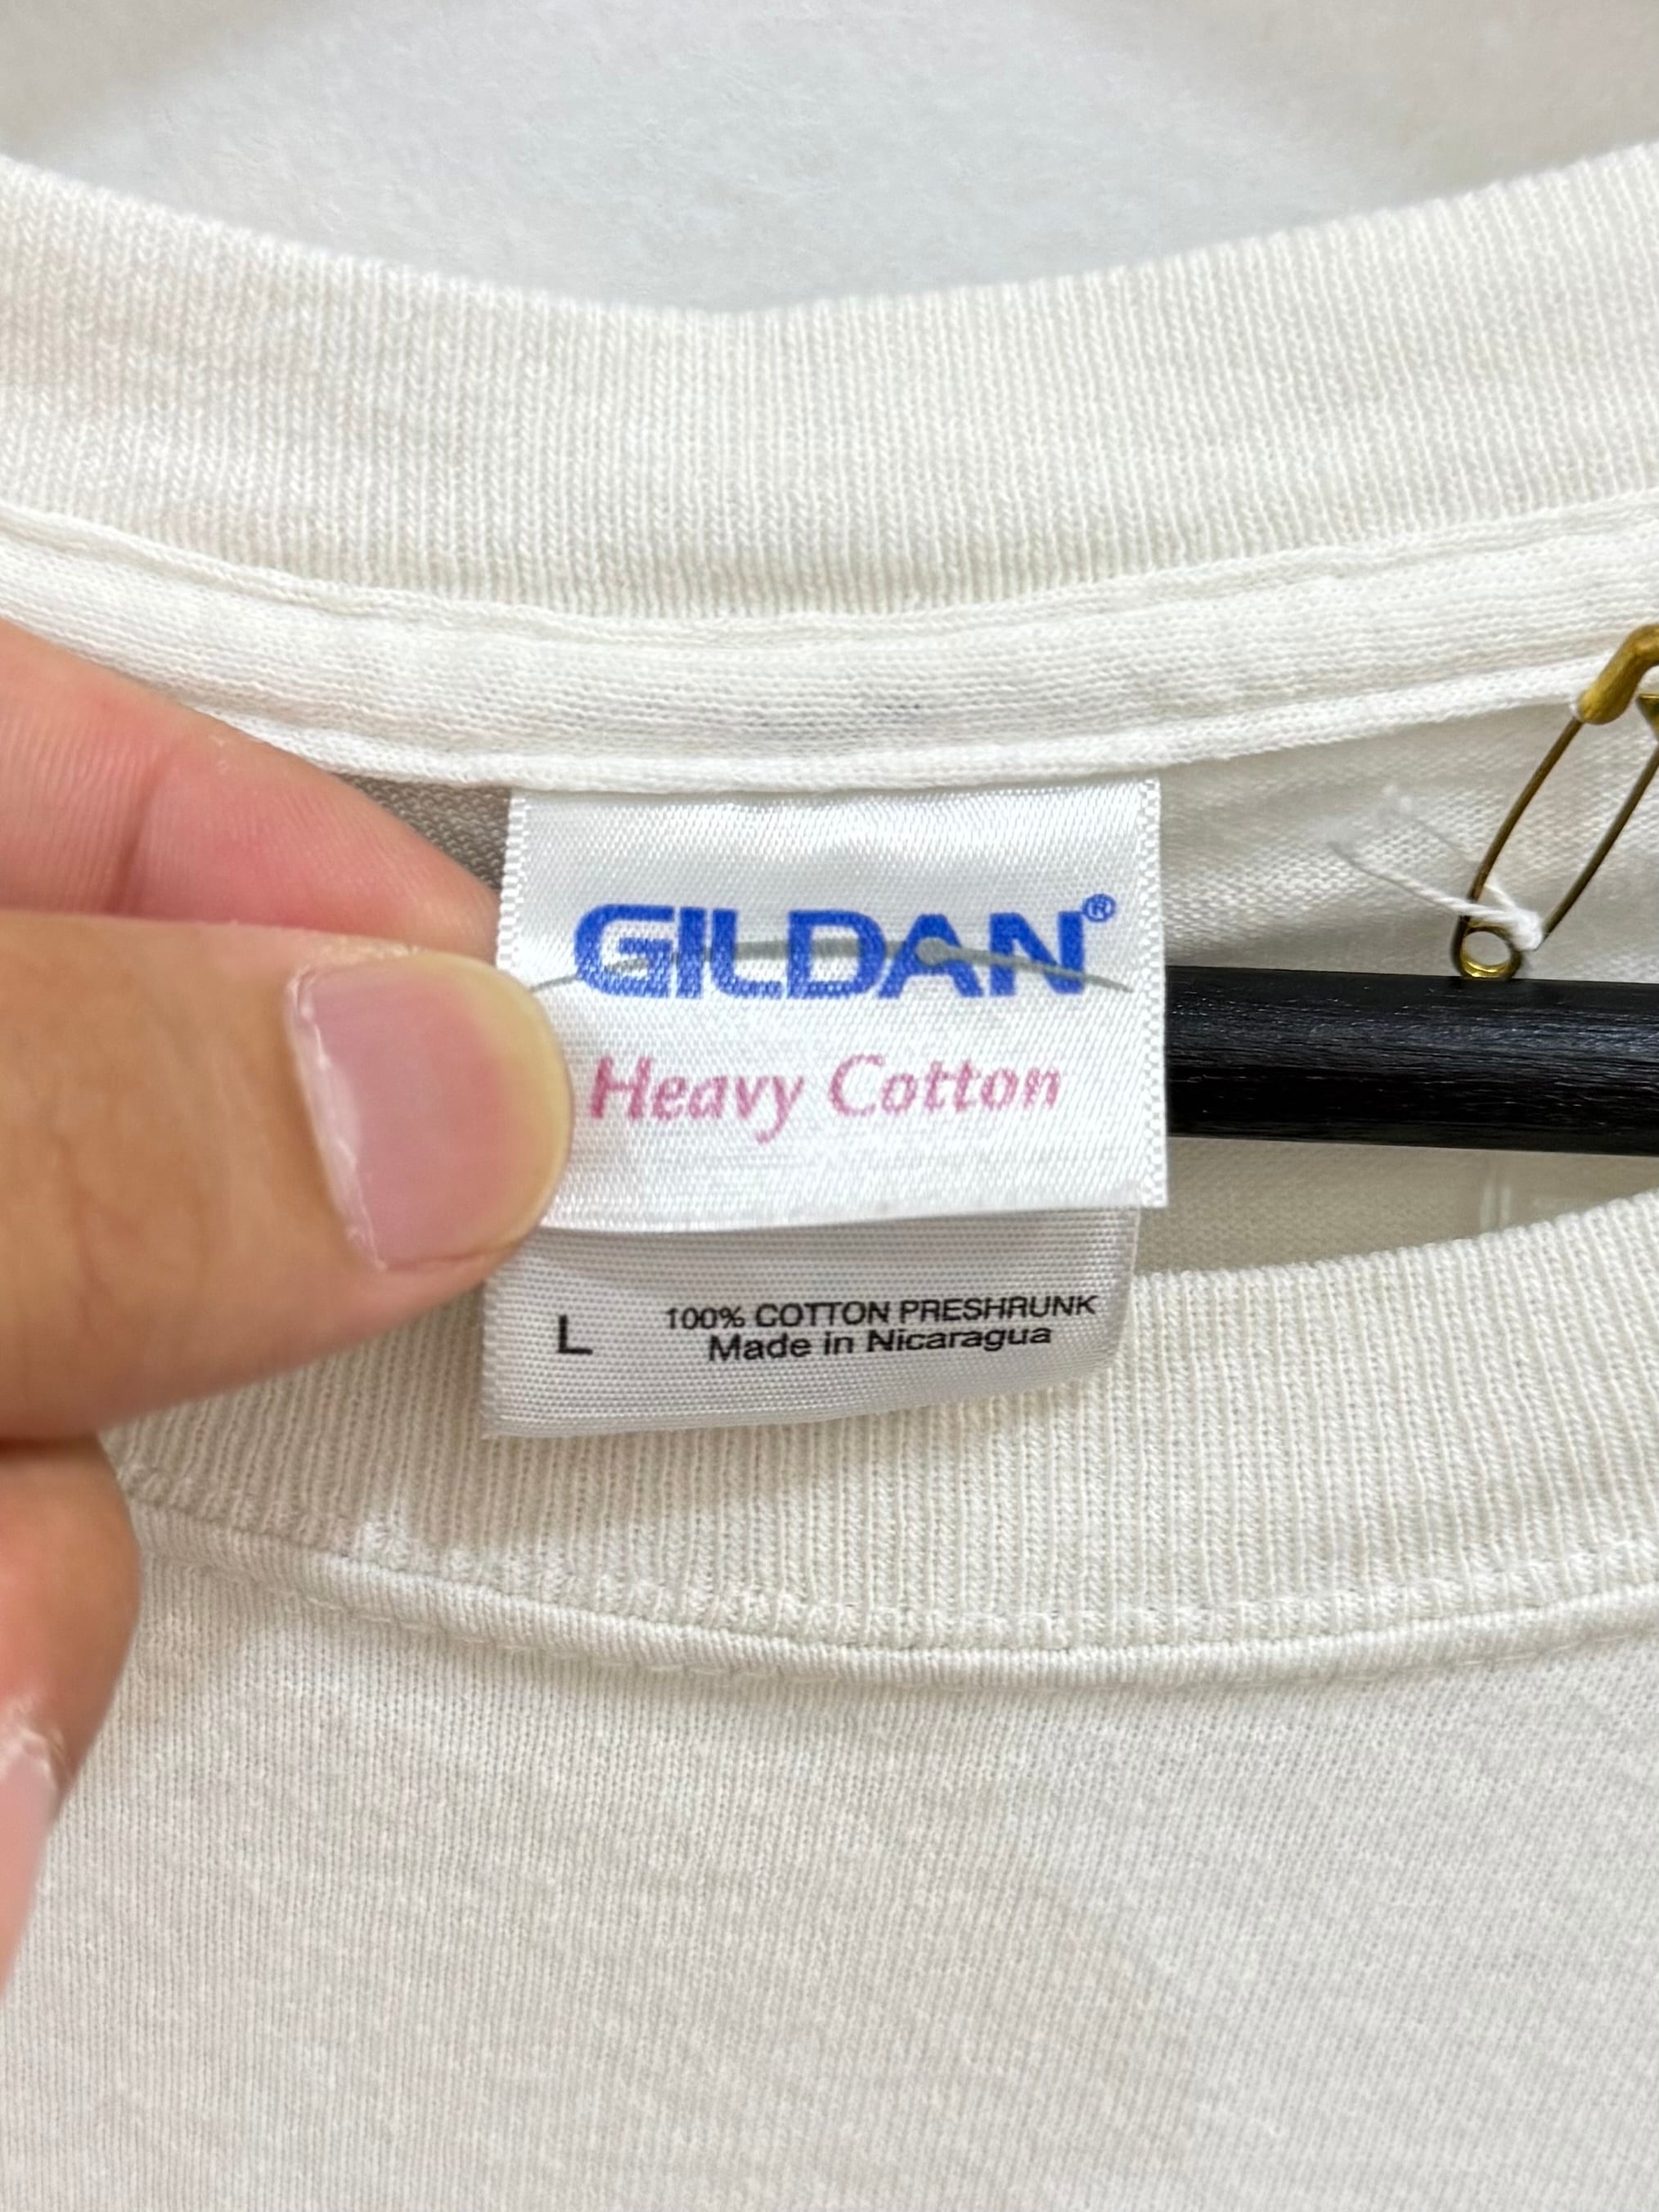 GILDAN®
Heavy Cotton
L 100% COTTON PRESHRUNK
Made in Nicaragua